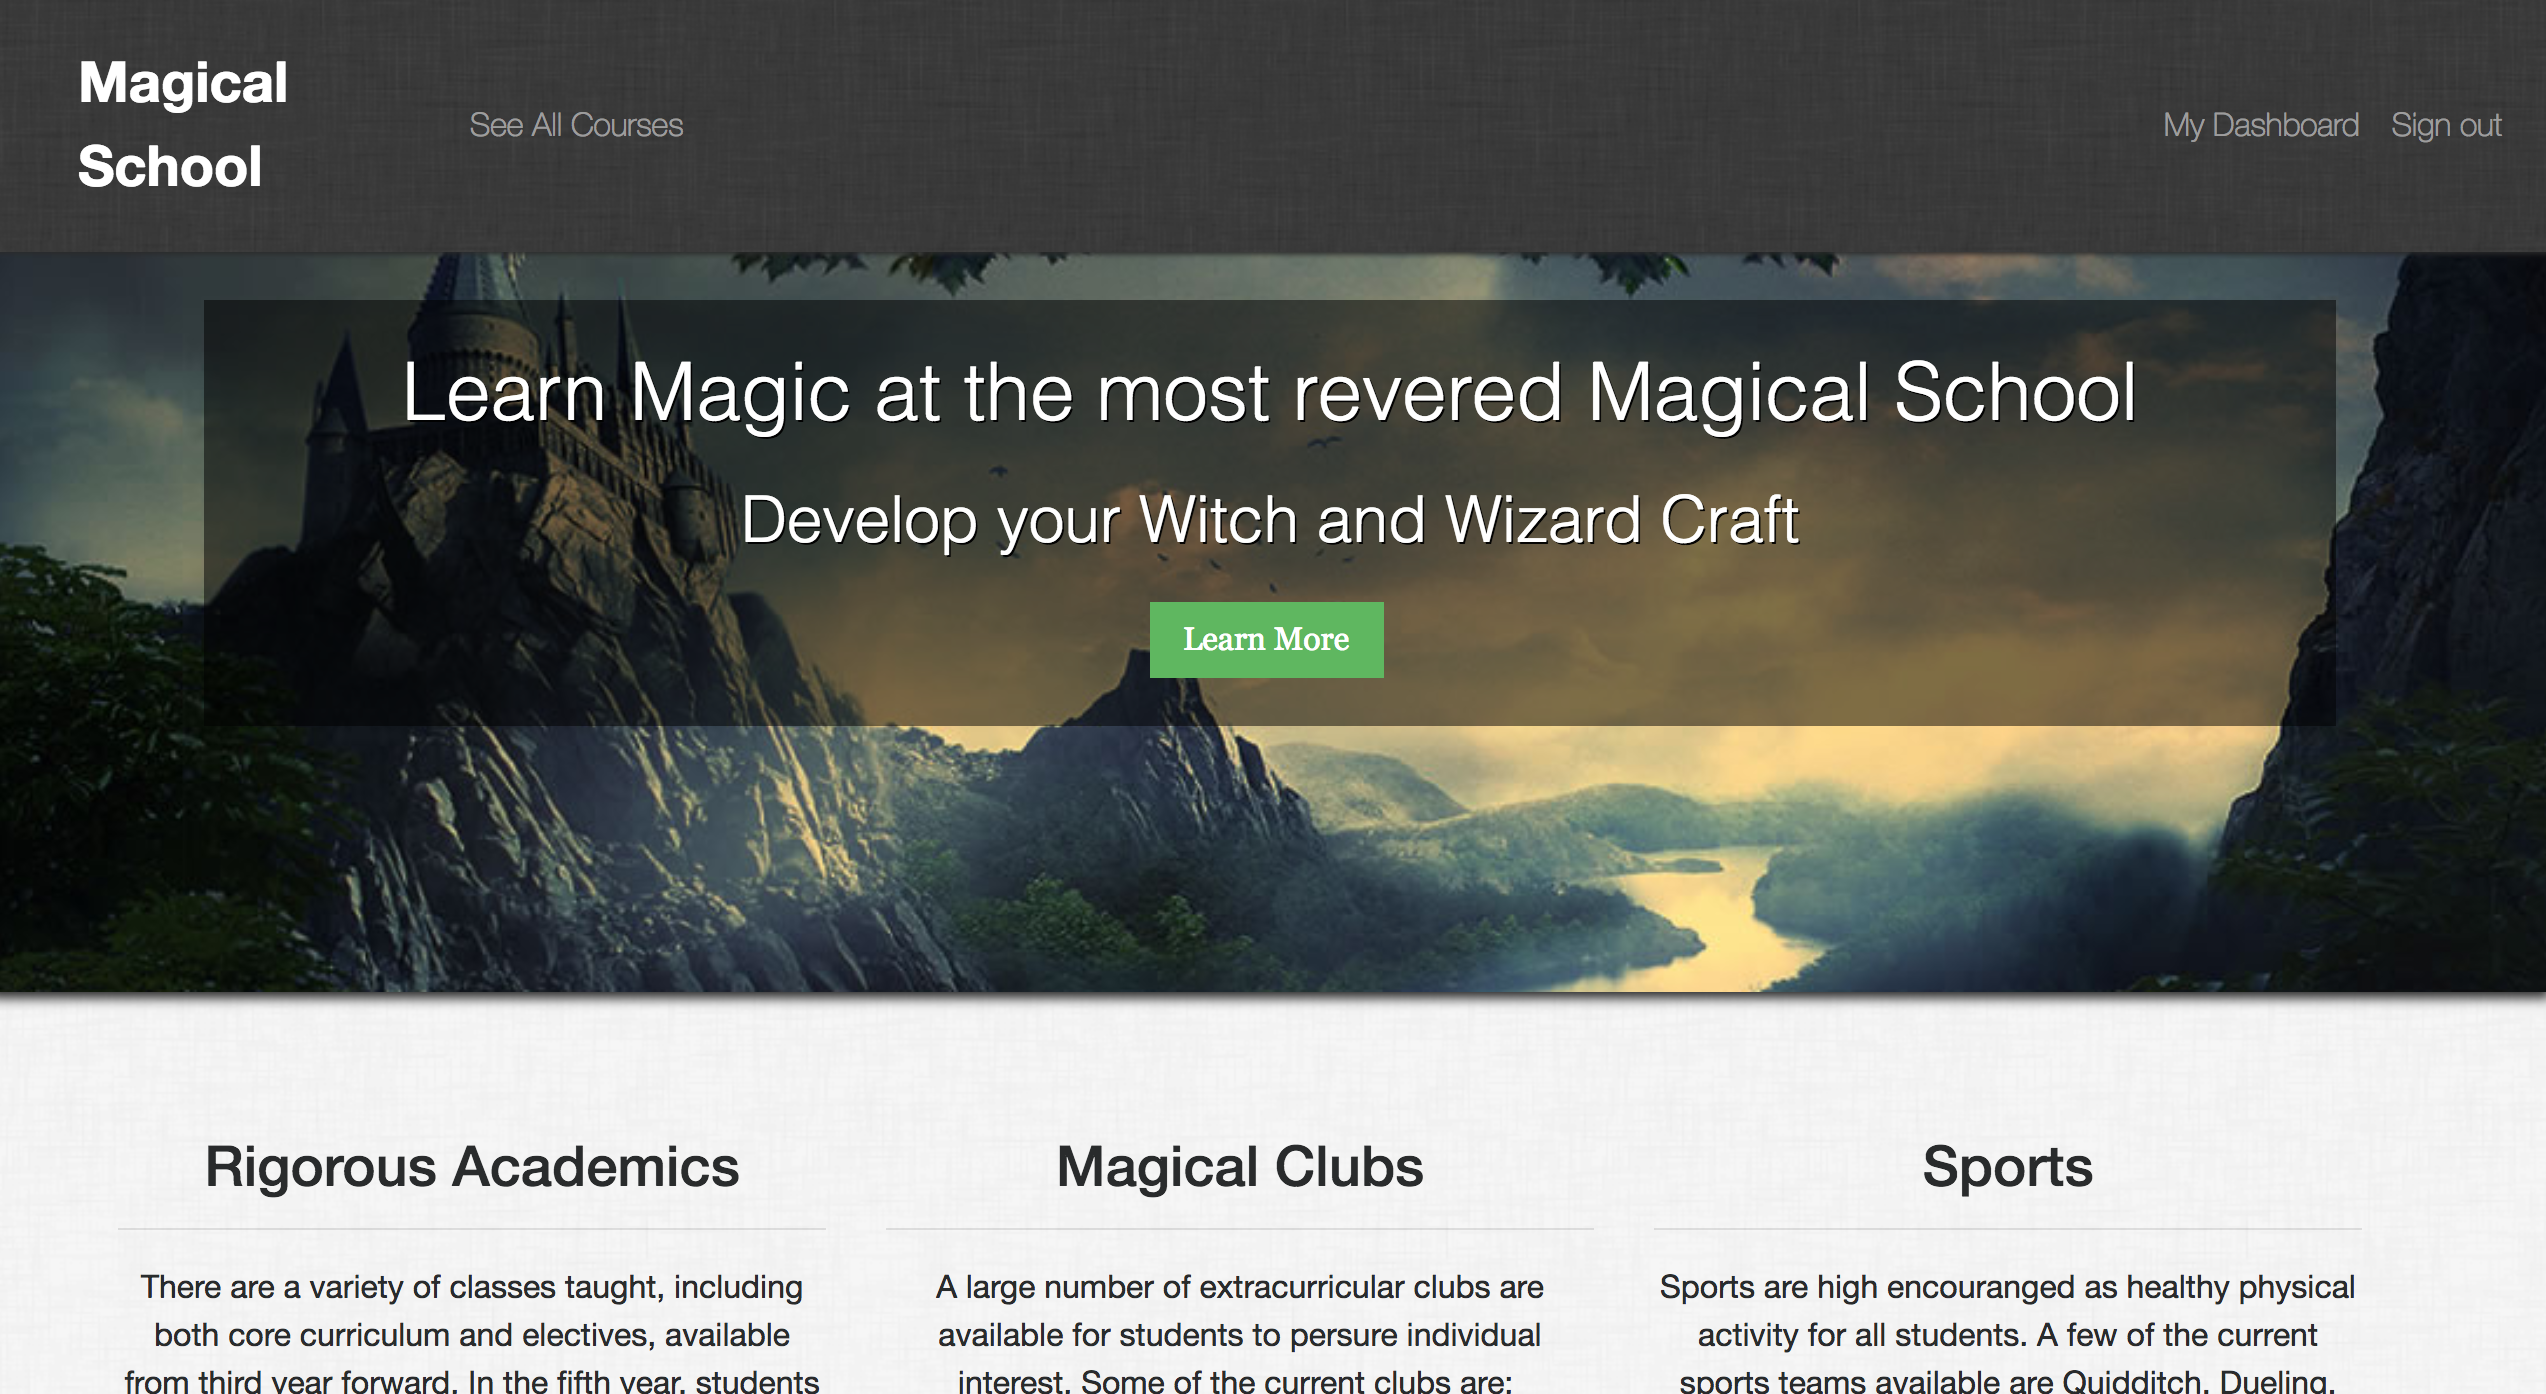 Magical
School
See All Courses
My Dashboard
Sign out
Learn Magic at the most revered Magical School
Develop your Witch and Wizard Craft
Learn More
Rigorous Academics
There are a variety of classes taught, including
both core curriculum and electives, available
from third year forward. In the fifth year, students
Magical Clubs
A large number of extracurricular clubs are
available for students to persure individual
interest. Some of the current clubs are:
Sports
Sports are high encouranged as healthy physical
activity for all students. A few of the current
sports teams available are Quidditch, Dueling,